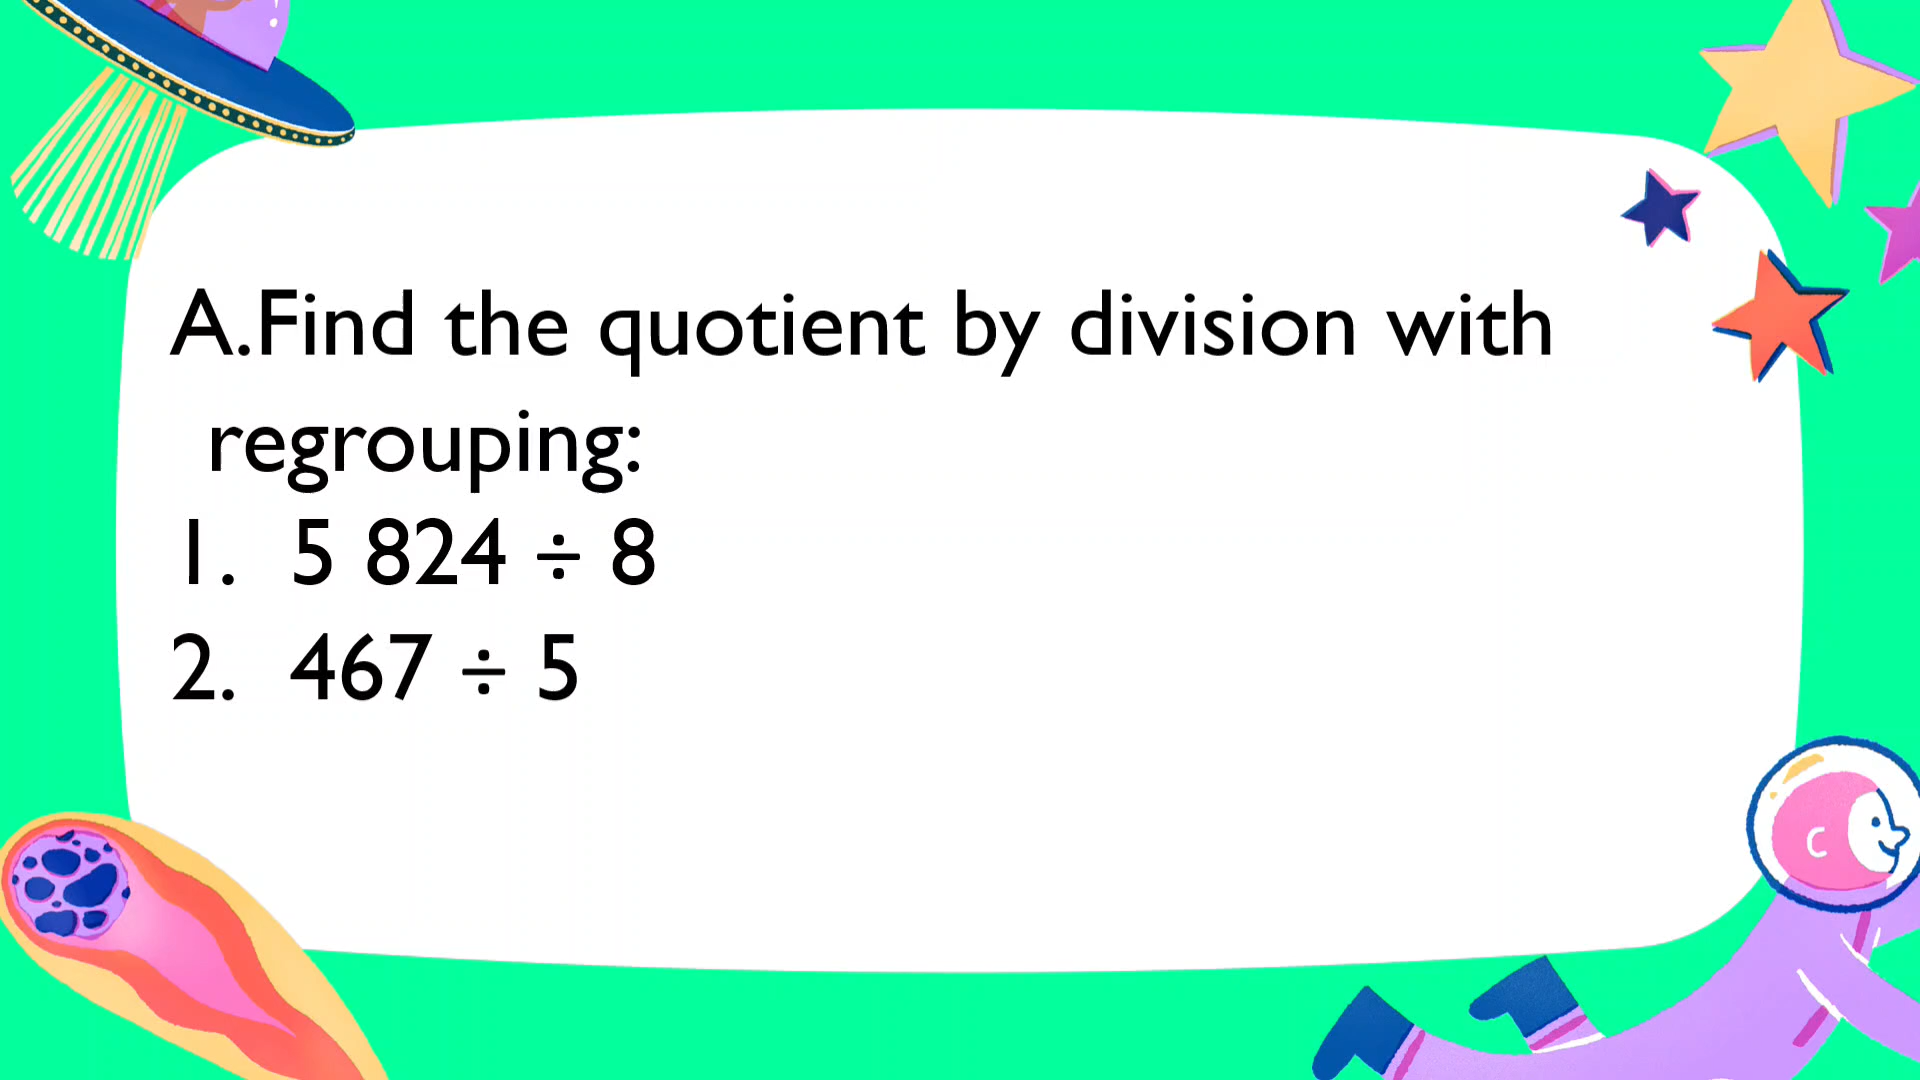 A.Find the quotient by division with
regrouping:
1. 5 824 ÷ 8
2. 467 ÷ 5